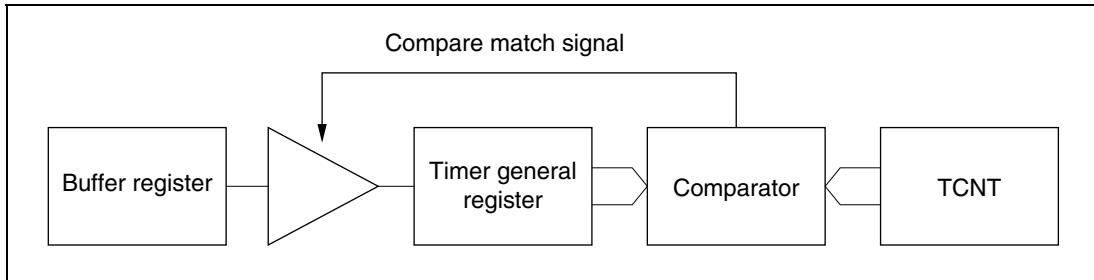 Compare match signal
Buffer register
Timer general
register
Comparator
TCNT